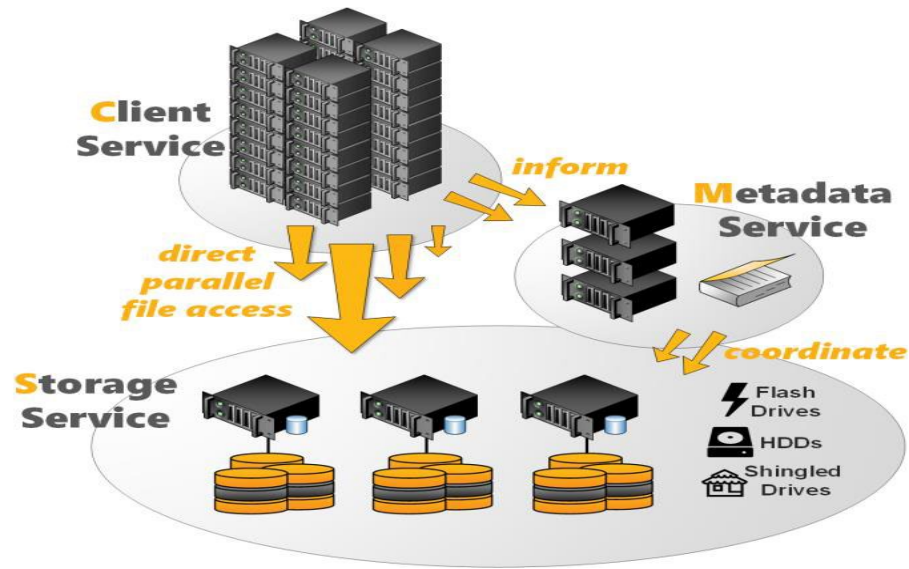 Client
Service
inform
Metadata
Service
direct
parallel
file access
coordinate
Storage
Service
Flash
Drives
HDDs
Shingled
Drives